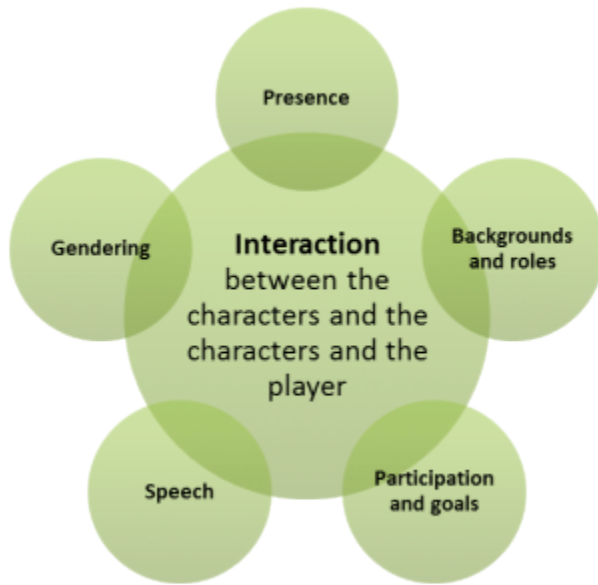 Presence
Gendering
Interaction
between the
characters and the
characters and the
player
Backgrounds
and roles
Speech
Participation
and goals